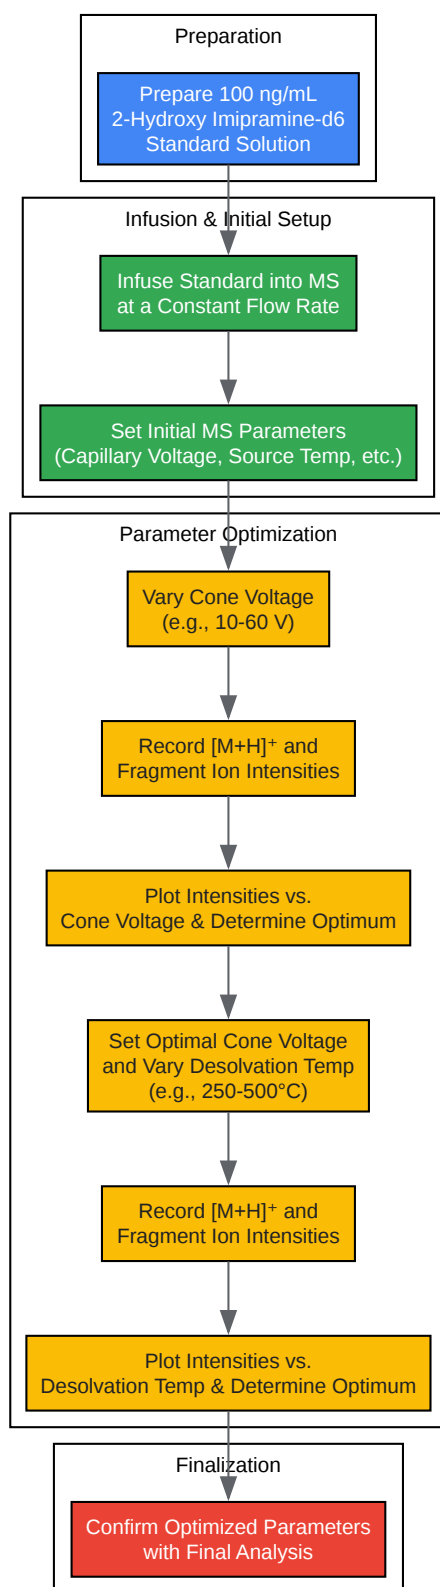 Preparation
Prepare 100 ng/mL
2-Hydroxy Imipramine-d6
Standard Solution
Infusion & Initial Setup
Infuse Standard into MS
at a Constant Flow Rate
Set Initial MS Parameters
(Capillary Voltage, Source Temp, etc.)
Parameter Optimization
Vary Cone Voltage
(e.g., 10-60 V)
Record [M+H]⁺ and
Fragment Ion Intensities
Plot Intensities vs.
Cone Voltage & Determine Optimum
Set Optimal Cone Voltage
and Vary Desolvation Temp
(e.g., 250-500°C)
Record [M+H]⁺ and
Fragment Ion Intensities
Plot Intensities vs.
Desolvation Temp & Determine Optimum
Finalization
Confirm Optimized Parameters
with Final Analysis